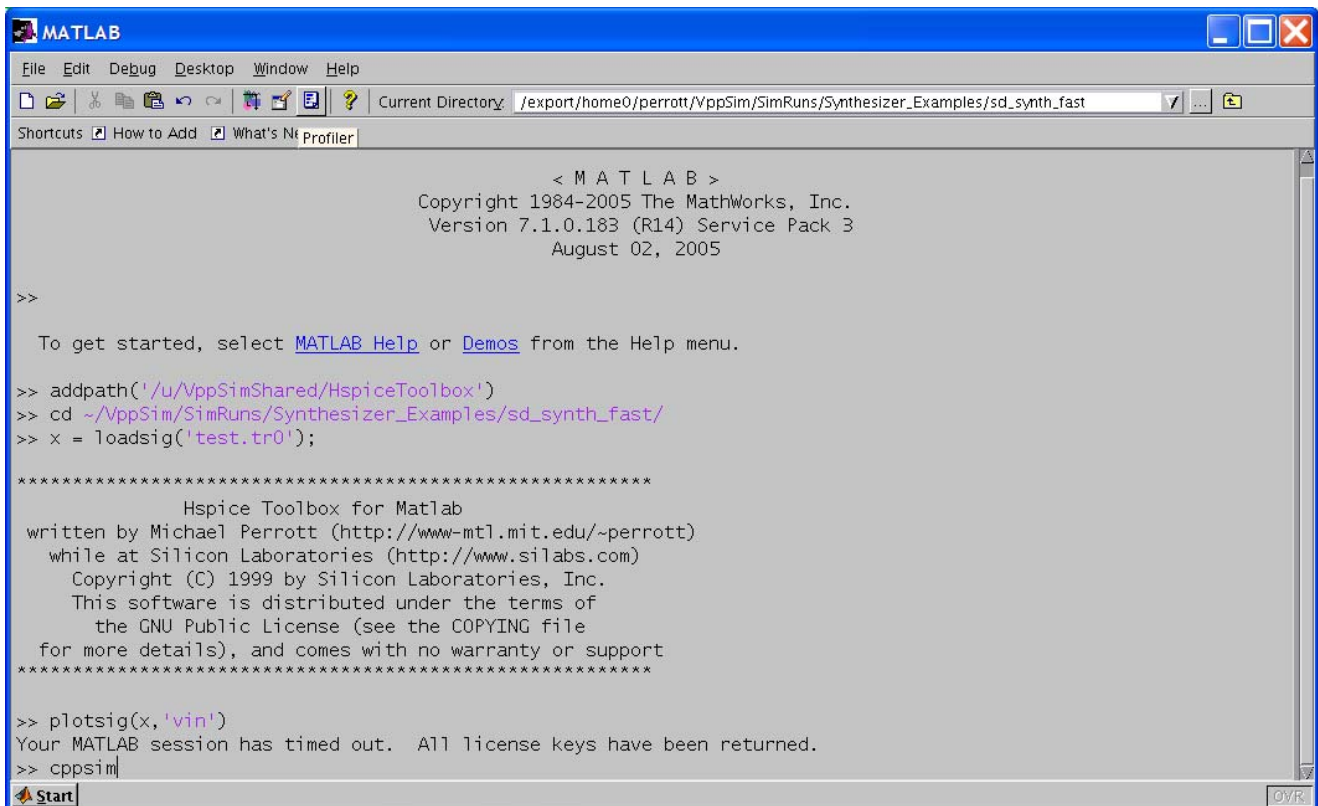 MATLAB
File Edit Debug Desktop Window Help
Current Directory: /export/home0/perrott/VppSim/SimRuns/Synthesizer_Examples/sd_synth_fast
Shortcuts How to Add What's Ne
Profiler
< M A T L A B >
Copyright 1984-2005 The MathWorks, Inc.
Version 7.1.0.183 (R14) Service Pack 3
August 02, 2005
>>
To get started, select MATLAB Help or Demos from the Help menu.
>> addpath('/u/VppSimShared/HspiceToolbox')
>> cd ~/VppSim/SimRuns/Synthesizer_Examples/sd_synth_fast/
>> x = loadsig('test.tr0');
*********************************************************
Hspice Toolbox for Matlab
written by Michael Perrott (http://www-mtl.mit.edu/~perrott)
while at Silicon Laboratories (http://www.silabs.com)
Copyright (C) 1999 by Silicon Laboratories, Inc.
This software is distributed under the terms of
the GNU Public License (see the COPYING file
for more details), and comes with no warranty or support
*********************************************************
>> plotsig(x,'vin')
Your MATLAB session has timed out.  All license keys have been returned.
>> cppsim
Start
OVR